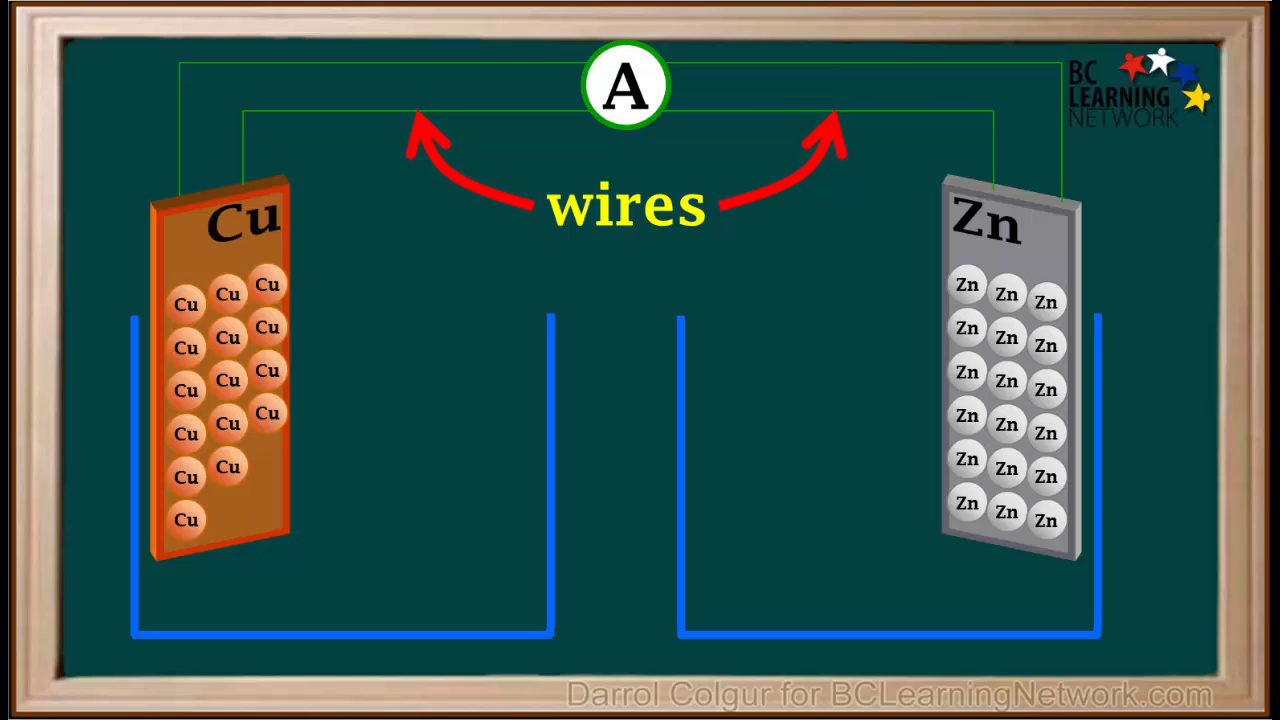 A
BC
LEARNING
NETWORK
wires
Cu
Zn
Cu Cu Cu
Cu Cu Cu
Cu Cu Cu
Cu Cu Cu
Cu Cu
Cu
Zn Zn Zn
Zn Zn Zn
Zn Zn Zn
Zn Zn Zn
Zn Zn Zn
Zn Zn Zn
Darrol Colgur for BCLearningNetwork.com